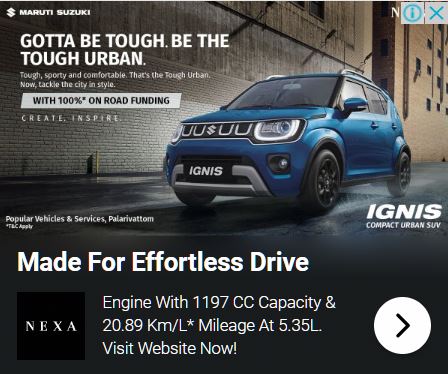 MARUTI SUZUKI
N
GOTTA BE TOUGH. BE THE
TOUGH URBAN.
Tough, sporty and comfortable. That's the Tough Urban.
Now, tackle the city in style.
WITH 100%* ON ROAD FUNDING
CREATE. INSPIRE.
IGNIS
Popular Vehicles & Services, Palarivattom
*T&C Apply
IGNIS
COMPACT URBAN SUV
Made For Effortless Drive
NEXA
Engine With 1197 CC Capacity &
20.89 Km/L* Mileage At 5.35L.
Visit Website Now!